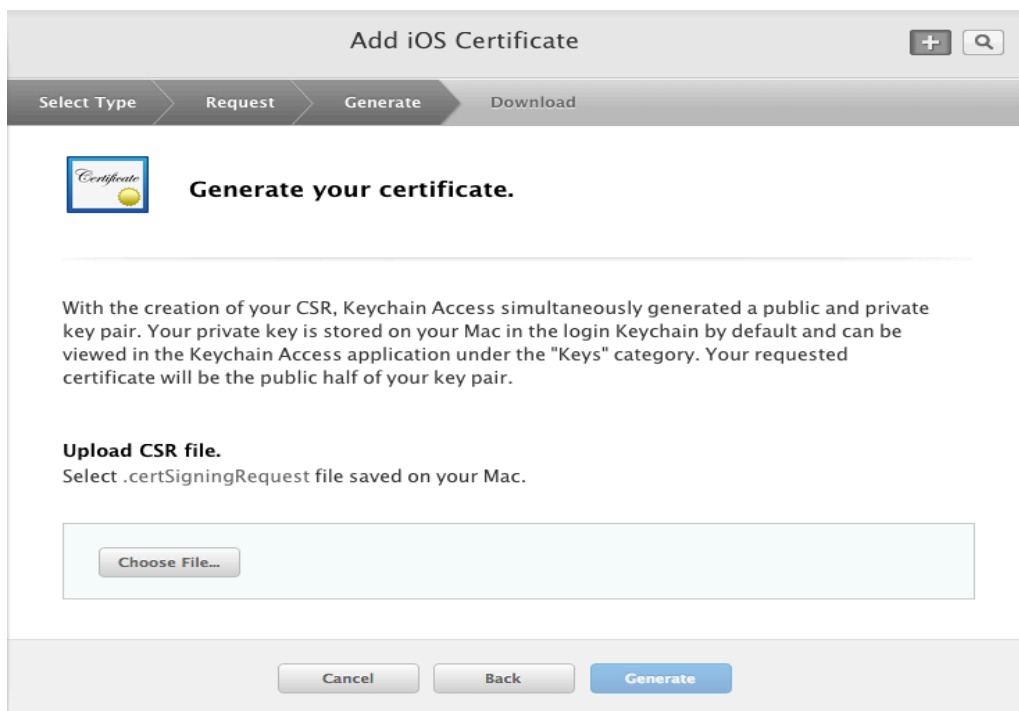 Add iOS Certificate
Select Type
Request
Generate
Download
Certificate
Generate your certificate.
With the creation of your CSR, Keychain Access simultaneously generated a public and private
key pair. Your private key is stored on your Mac in the login Keychain by default and can be
viewed in the Keychain Access application under the "Keys" category. Your requested
certificate will be the public half of your key pair.
Upload CSR file.
Select .certSigningRequest file saved on your Mac.
Choose File...
Cancel
Back
Generate